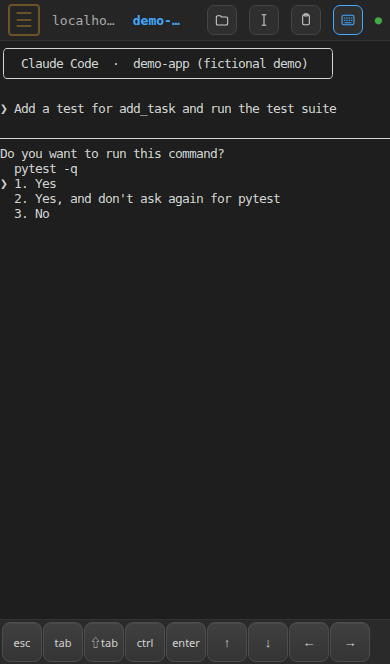 localho… demo-…
Claude Code · demo-app (fictional demo)
❯ Add a test for add_task and run the test suite
Do you want to run this command?
pytest -q
❯ 1. Yes
2. Yes, and don't ask again for pytest
3. No
esc tab ⇧tab ctrl enter ↑ ↓ ← →